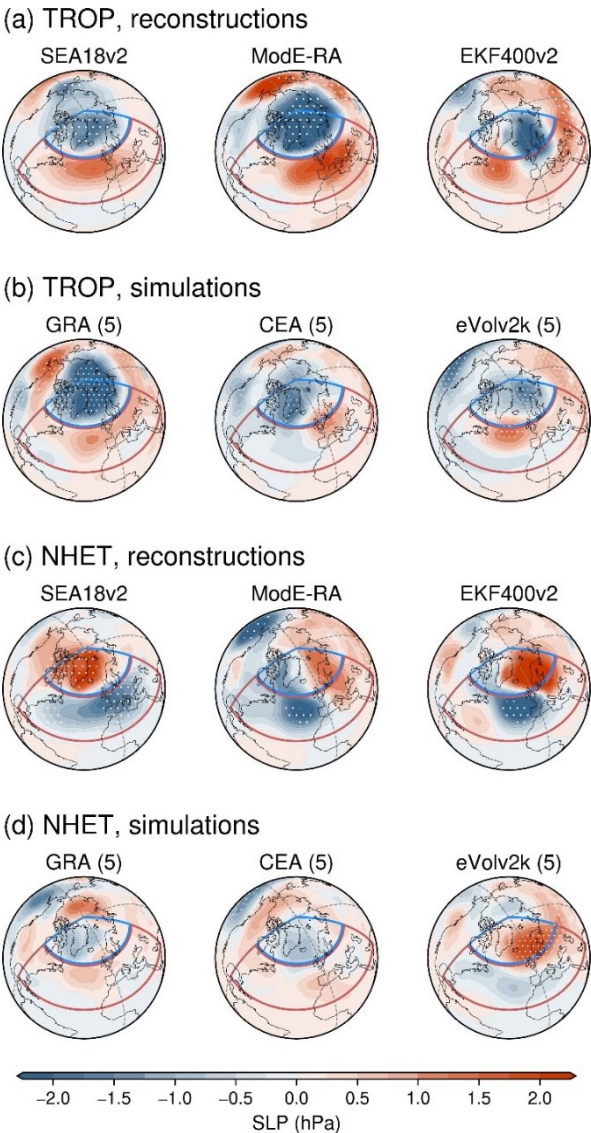 (a) TROP, reconstructions
SEA18v2 ModE-RA EKF400v2
(b) TROP, simulations
GRA (5) CEA (5) eVolv2k (5)
(c) NHET, reconstructions
SEA18v2 ModE-RA EKF400v2
(d) NHET, simulations
GRA (5) CEA (5) eVolv2k (5)
−2.0 −1.5 −1.0 −0.5 0.0 0.5 1.0 1.5 2.0
SLP (hPa)